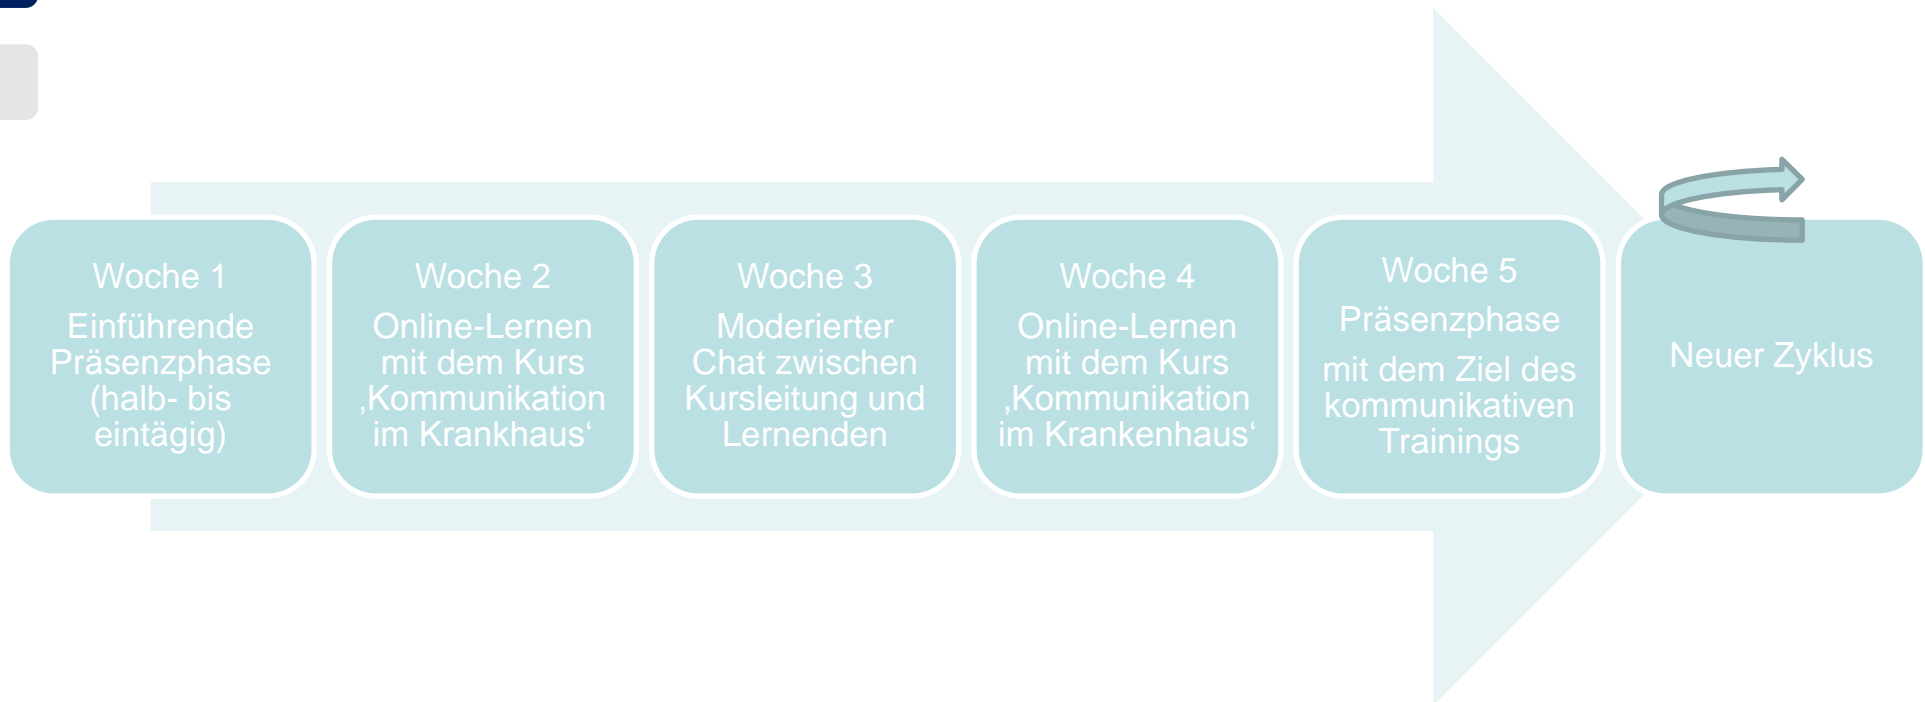 Woche 1
Einführende
Präsenzphase
(halb- bis
eintägig)
Woche 2
Online-Lernen
mit dem Kurs
‚Kommunikation
im Krankhaus‘
Woche 3
Moderierter
Chat zwischen
Kursleitung und
Lernenden
Woche 4
Online-Lernen
mit dem Kurs
‚Kommunikation
im Krankenhaus‘
Woche 5
Präsenzphase
mit dem Ziel des
kommunikativen
Trainings
Neuer Zyklus